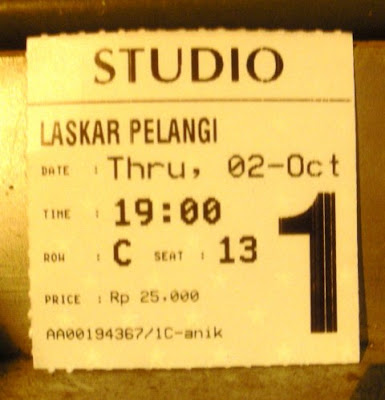 STUDIO
LASKAR PELANGI
DATE : Thru, 02-Oct
TIME : 19:00
ROW : C SEAT : 13
1
PRICE : Rp 25.000
AA00194367/1C-anik